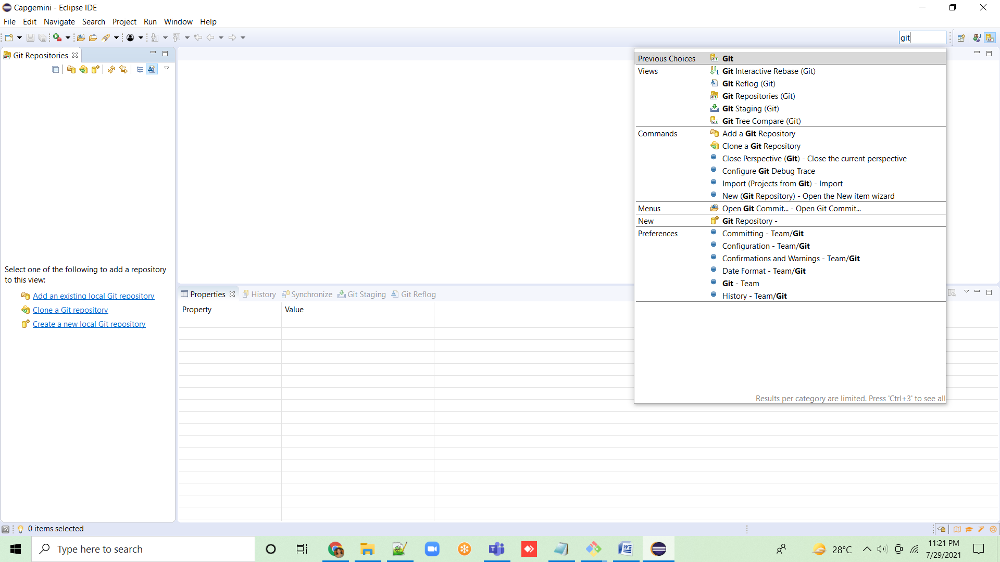 Capgemini - Eclipse IDE
File Edit Navigate Search Project Run Window Help
git
Git Repositories
Select one of the following to add a repository
to this view:
Add an existing local Git repository
Clone a Git repository
Create a new local Git repository
Previous Choices Git
Views Git Interactive Rebase (Git)
Git Reflog (Git)
Git Repositories (Git)
Git Staging (Git)
Git Tree Compare (Git)
Commands Add a Git Repository
Clone a Git Repository
Close Perspective (Git) - Close the current perspective
Configure Git Debug Trace
Import (Projects from Git) - Import
New (Git Repository) - Open the New item wizard
Menus Open Git Commit... - Open Git Commit...
New Git Repository -
Preferences Committing - Team/Git
Configuration - Team/Git
Confirmations and Warnings - Team/Git
Date Format - Team/Git
Git - Team
History - Team/Git
Results per category are limited. Press 'Ctrl+3' to see all
Properties History Synchronize Git Staging Git Reflog
Property Value
0 items selected
Type here to search
28°C
11:21 PM
7/29/2021